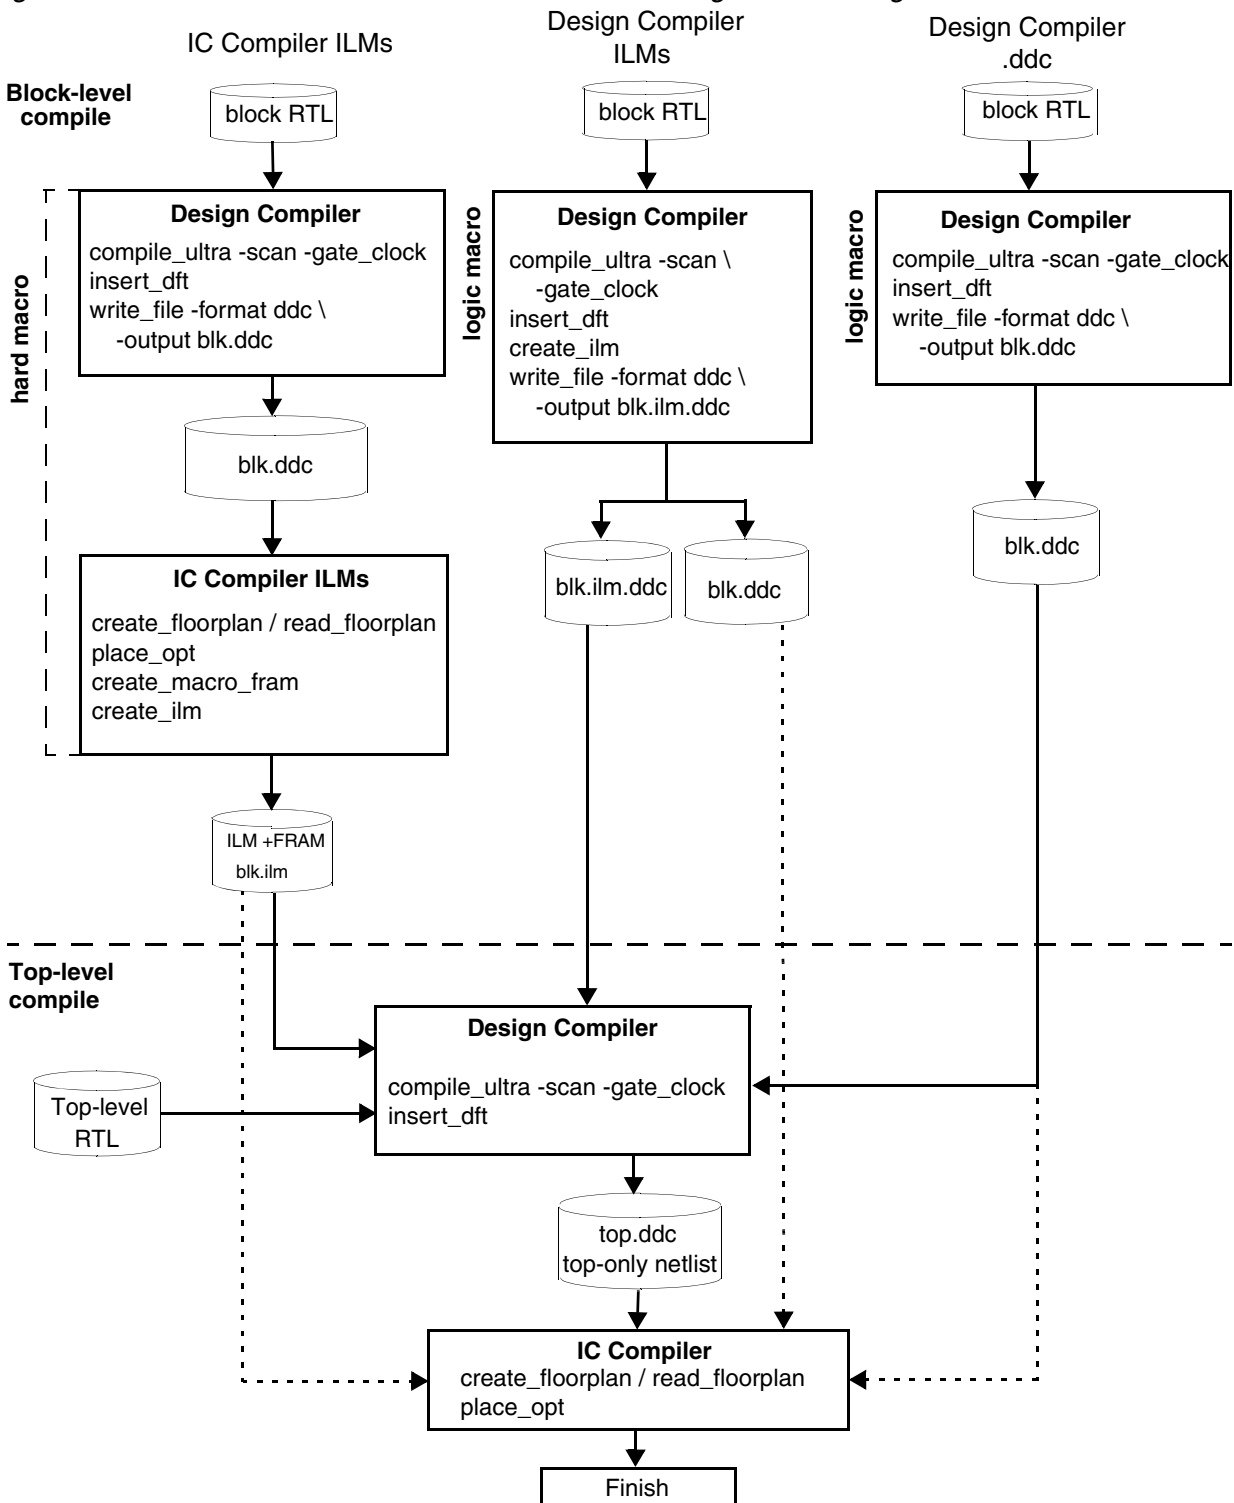 IC Compiler ILMs
Design Compiler
ILMs
Design Compiler
.ddc
Block-level
compile
block RTL
block RTL
block RTL
hard macro
Design Compiler
compile_ultra -scan -gate_clock
insert_dft
write_file -format ddc \
-output blk.ddc
logic macro
Design Compiler
compile_ultra -scan \
-gate_clock
insert_dft
create_ilm
write_file -format ddc \
-output blk.ilm.ddc
logic macro
Design Compiler
compile_ultra -scan -gate_clock
insert_dft
write_file -format ddc \
-output blk.ddc
blk.ddc
blk.ilm.ddc
blk.ddc
blk.ddc
IC Compiler ILMs
create_floorplan / read_floorplan
place_opt
create_macro_fram
create_ilm
ILM +FRAM
blk.ilm
Top-level
compile
Top-level
RTL
Design Compiler
compile_ultra -scan -gate_clock
insert_dft
top.ddc
top-only netlist
IC Compiler
create_floorplan / read_floorplan
place_opt
Finish